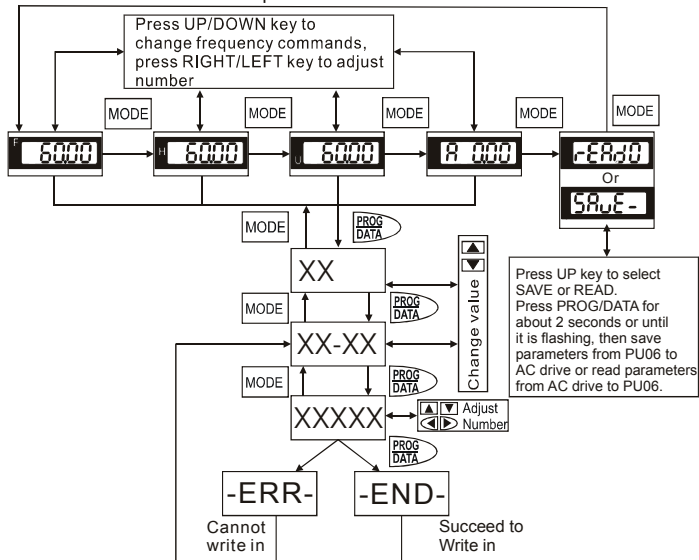 Press UP/DOWN key to
change frequency commands,
press RIGHT/LEFT key to adjust
number
MODE
MODE
MODE
MODE
MODE
F 60.00
H 60.00
U 60.00
A 0.00
rEAd0
Or
SAvE-
MODE
PROG
DATA
XX
MODE
PROG
DATA
XX-XX
MODE
PROG
DATA
XXXXX
PROG
DATA
Change value
Adjust
Number
Press UP key to select
SAVE or READ.
Press PROG/DATA for
about 2 seconds or until
it is flashing, then save
parameters from PU06 to
AC drive or read parameters
from AC drive to PU06.
-ERR-
-END-
Cannot
write in
Succeed to
Write in